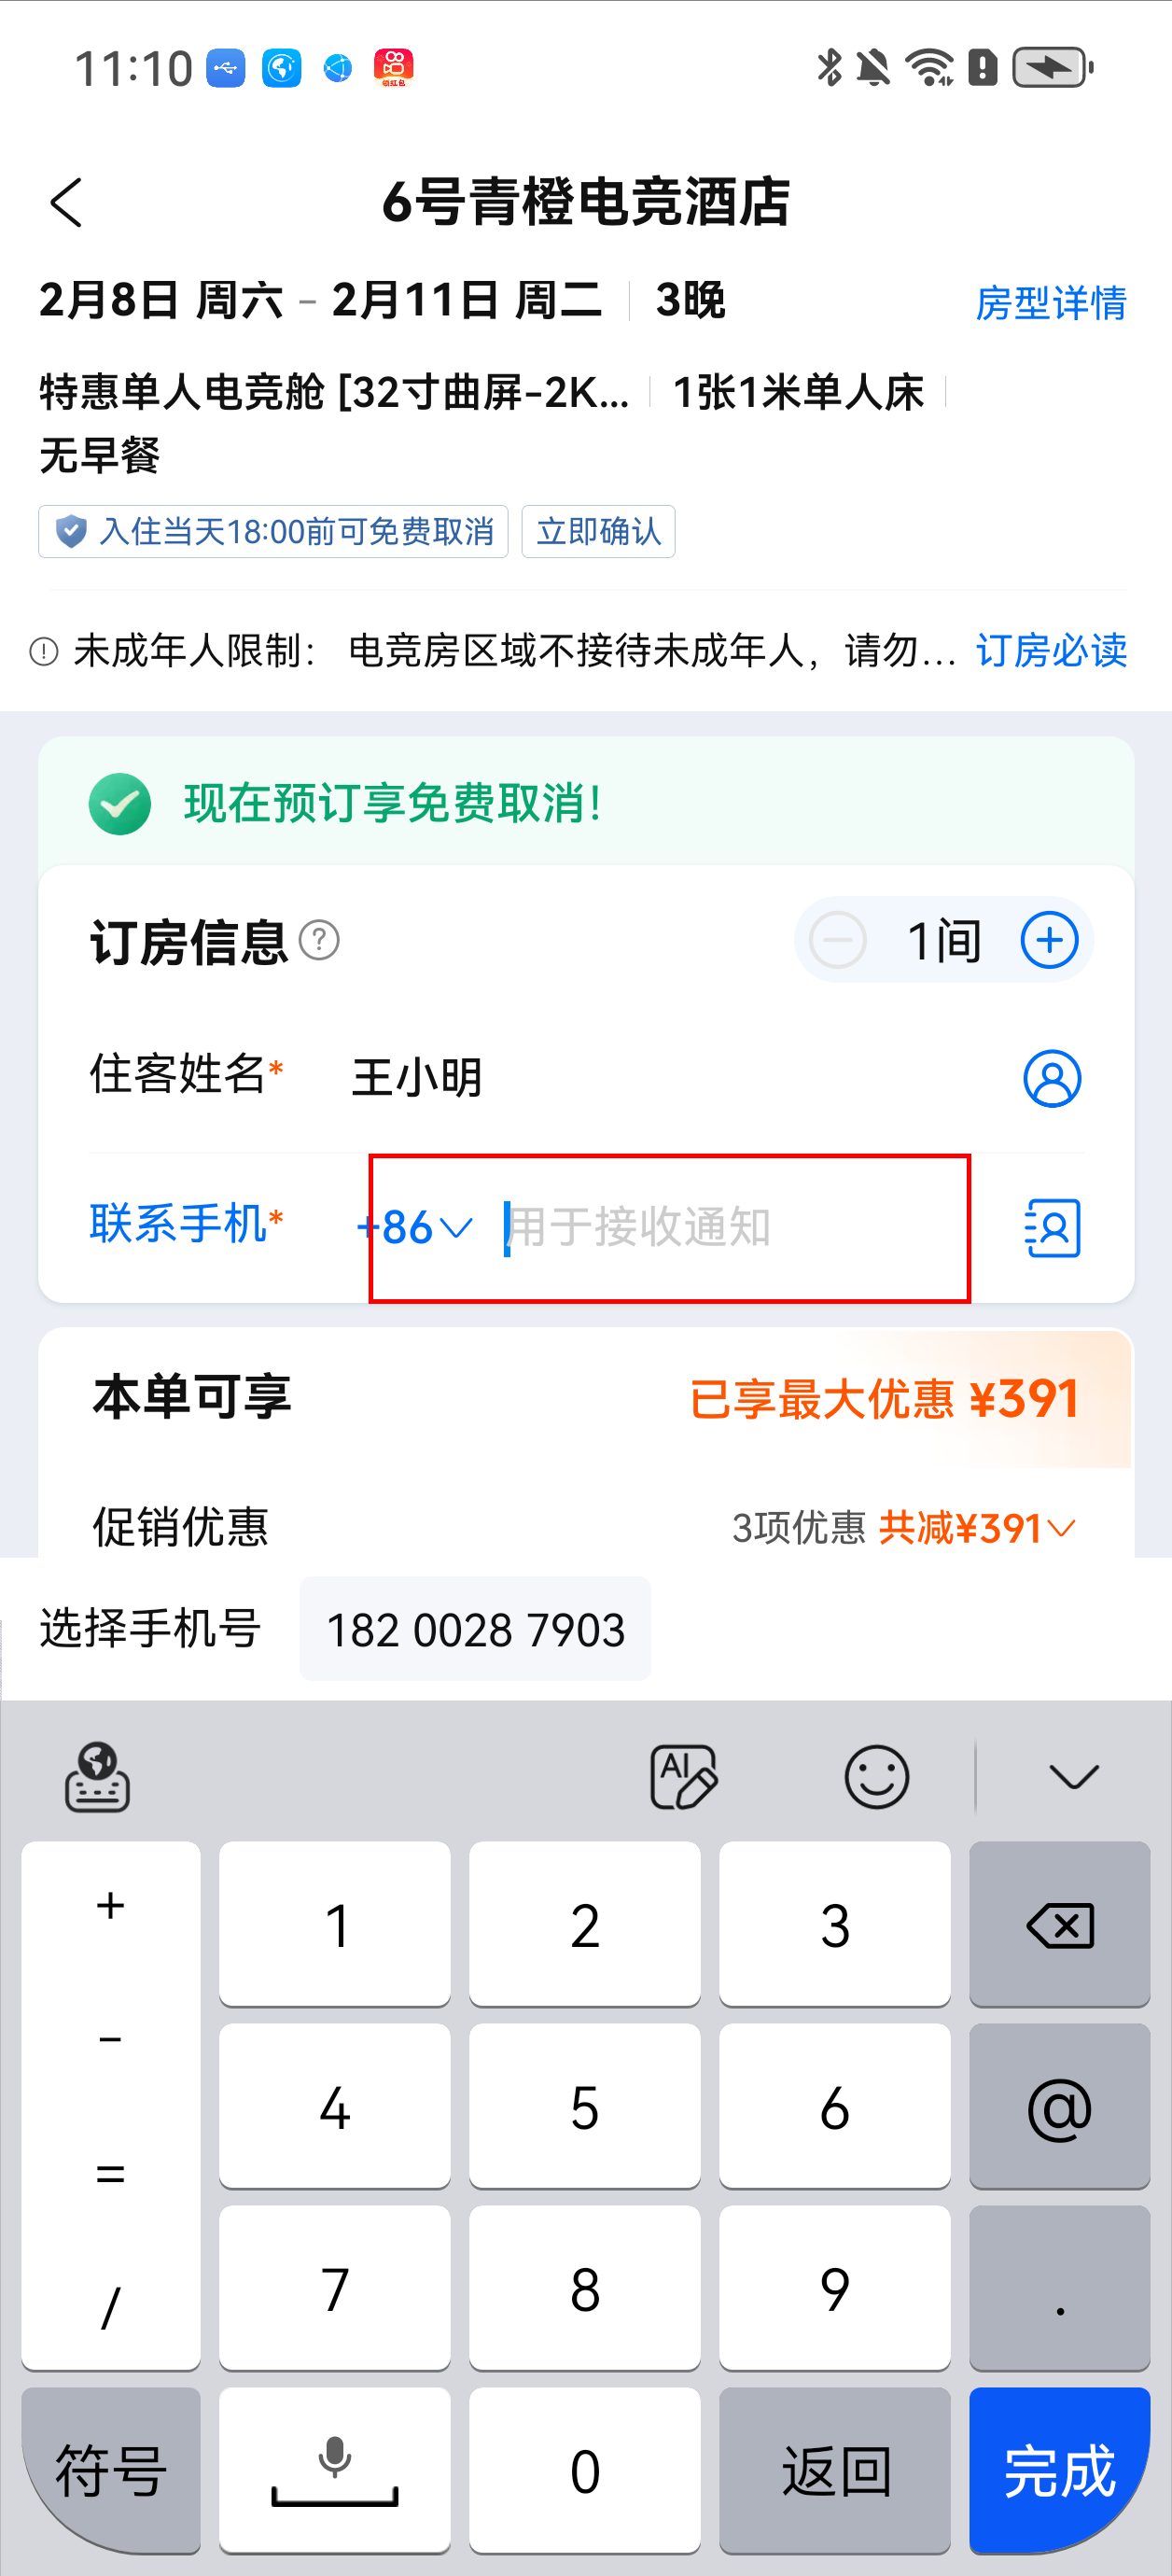 11:10
领红包
6号青橙电竞酒店
2月8日 周六 - 2月11日 周二 3晚 房型详情
特惠单人电竞舱 [32寸曲屏-2K... 1张1米单人床
无早餐
入住当天18:00前可免费取消 立即确认
未成年人限制： 电竞房区域不接待未成年人，请勿... 订房必读
现在预订享免费取消！
订房信息 ? 1间
住客姓名* 王小明
联系手机* +86 用于接收通知
本单可享 已享最大优惠 ¥391
促销优惠 3项优惠 共减¥391
选择手机号 182 0028 7903
AI
+ 1 2 3
- 4 5 6 @
=
/ 7 8 9 .
符号 0 返回 完成